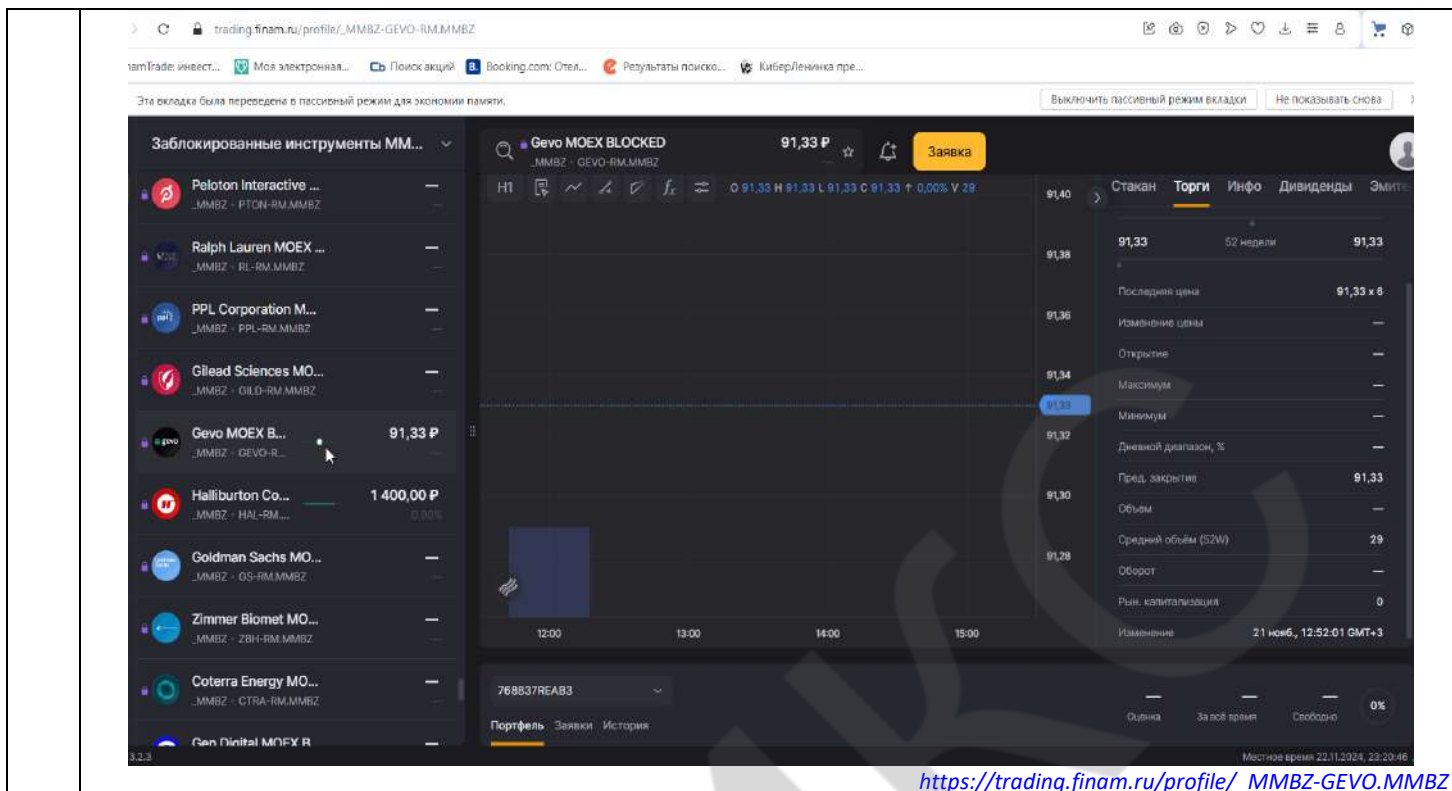 trading.finam.ru/profile/_MMBZ-GEVO-RM.MMBZ
namTrade: инвест... Моя электронная... Поиск акций Booking.com: Отел... Результаты поиско... КиберЛенинка пре...
Эта вкладка была переведена в пассивный режим для экономии памяти. Выключить пассивный режим вкладки Не показывать снова
Заблокированные инструменты ММ...
Gevo MOEX BLOCKED 91,33 ₽
_MMBZ · GEVO-RM.MMBZ
Заявка
H1 O 91,33 H 91,33 L 91,33 C 91,33 0,00% V 29
Peloton Interactive ... —
_MMBZ · PTON-RM.MMBZ —
Ralph Lauren MOEX ... —
_MMBZ · RL-RM.MMBZ —
PPL Corporation M... —
_MMBZ · PPL-RM.MMBZ —
Gilead Sciences MO... —
_MMBZ · GILD-RM.MMBZ —
Gevo MOEX B... 91,33 ₽
_MMBZ · GEVO-R... —
Halliburton Co... 1 400,00 ₽
_MMBZ · HAL-RM.... 0,00%
Goldman Sachs MO... —
_MMBZ · GS-RM.MMBZ —
Zimmer Biomet MO... —
_MMBZ · ZBH-RM.MMBZ —
Coterra Energy MO... —
_MMBZ · CTRA-RM.MMBZ —
Gen Digital MOEX B —
91,40
91,38
91,36
91,34
91,33
91,32
91,30
91,28
12:00 13:00 14:00 15:00
Стакан Торги Инфо Дивиденды Эмите
91,33 52 недели 91,33
Последняя цена 91,33 x 6
Изменение цены —
Открытие —
Максимум —
Минимум —
Дневной диапазон, % —
Пред. закрытие 91,33
Объем —
Средний объём (52W) 29
Оборот —
Рын. капитализация 0
Изменение 21 нояб., 12:52:01 GMT+3
768837REAB3
Портфель Заявки История
— — — 0%
Оценка За всё время Свободно
3.2.3 Местное время 22.11.2024, 23:20:46
https://trading.finam.ru/profile/_MMBZ-GEVO.MMBZ